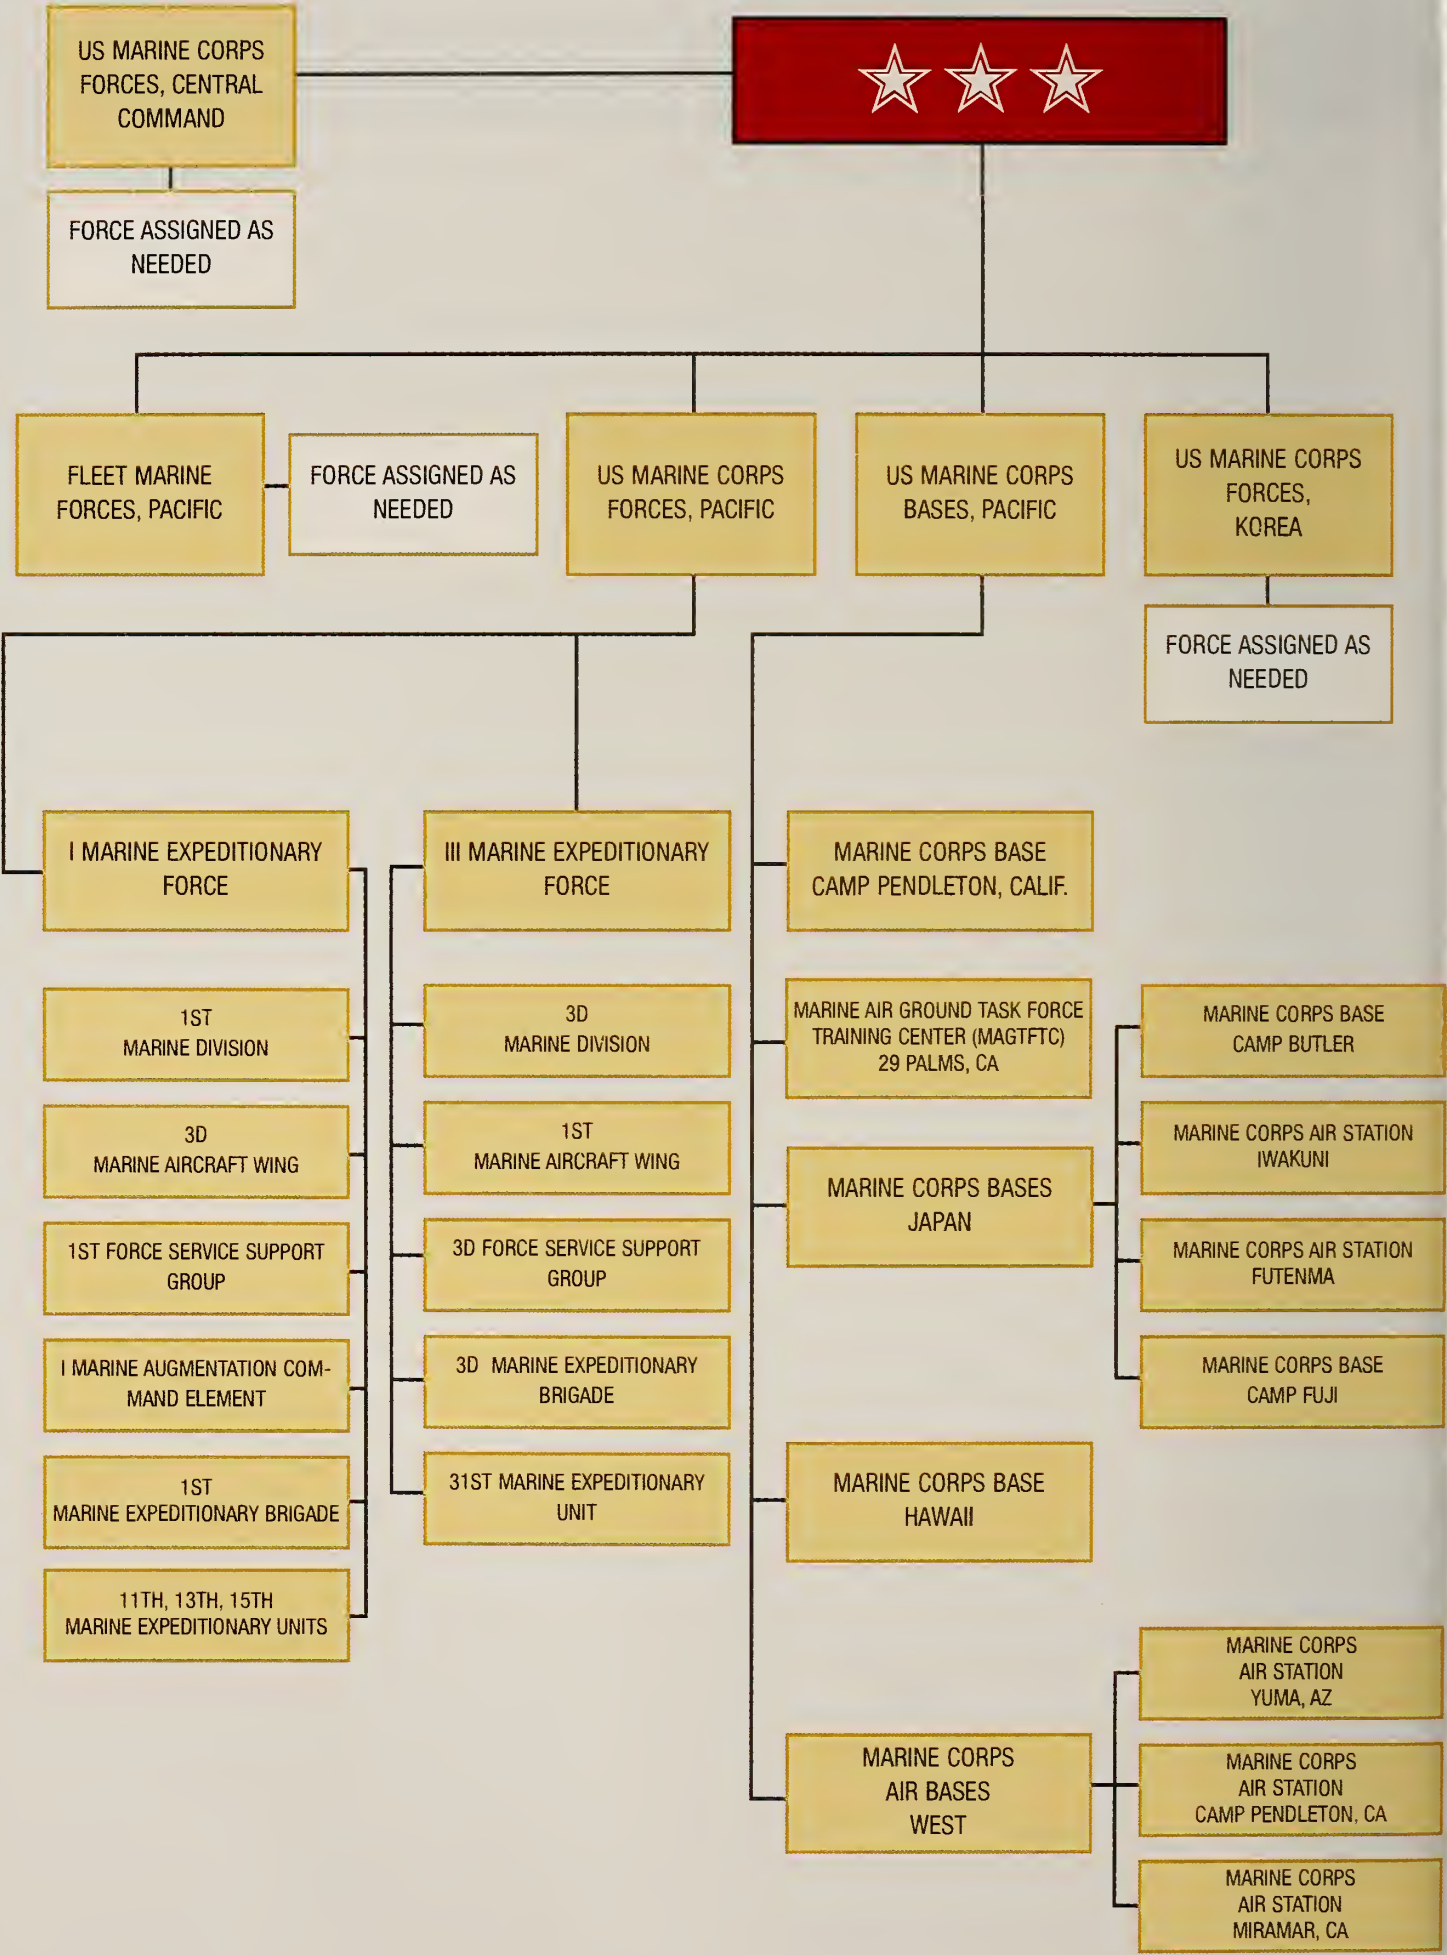 US MARINE CORPS
FORCES, CENTRAL
COMMAND
FORCE ASSIGNED AS
NEEDED
FLEET MARINE
FORCES, PACIFIC
FORCE ASSIGNED AS
NEEDED
US MARINE CORPS
FORCES, PACIFIC
US MARINE CORPS
BASES, PACIFIC
US MARINE CORPS
FORCES,
KOREA
FORCE ASSIGNED AS
NEEDED
I MARINE EXPEDITIONARY
FORCE
1ST
MARINE DIVISION
3D
MARINE AIRCRAFT WING
1ST FORCE SERVICE SUPPORT
GROUP
I MARINE AUGMENTATION COM-
MAND ELEMENT
1ST
MARINE EXPEDITIONARY BRIGADE
11TH, 13TH, 15TH
MARINE EXPEDITIONARY UNITS
III MARINE EXPEDITIONARY
FORCE
3D
MARINE DIVISION
1ST
MARINE AIRCRAFT WING
3D FORCE SERVICE SUPPORT
GROUP
3D MARINE EXPEDITIONARY
BRIGADE
31ST MARINE EXPEDITIONARY
UNIT
MARINE CORPS BASE
CAMP PENDLETON, CALIF.
MARINE AIR GROUND TASK FORCE
TRAINING CENTER (MAGTFTC)
29 PALMS, CA
MARINE CORPS BASES
JAPAN
MARINE CORPS BASE
CAMP BUTLER
MARINE CORPS AIR STATION
IWAKUNI
MARINE CORPS AIR STATION
FUTENMA
MARINE CORPS BASE
CAMP FUJI
MARINE CORPS BASE
HAWAII
MARINE CORPS
AIR BASES
WEST
MARINE CORPS
AIR STATION
YUMA, AZ
MARINE CORPS
AIR STATION
CAMP PENDLETON, CA
MARINE CORPS
AIR STATION
MIRAMAR, CA